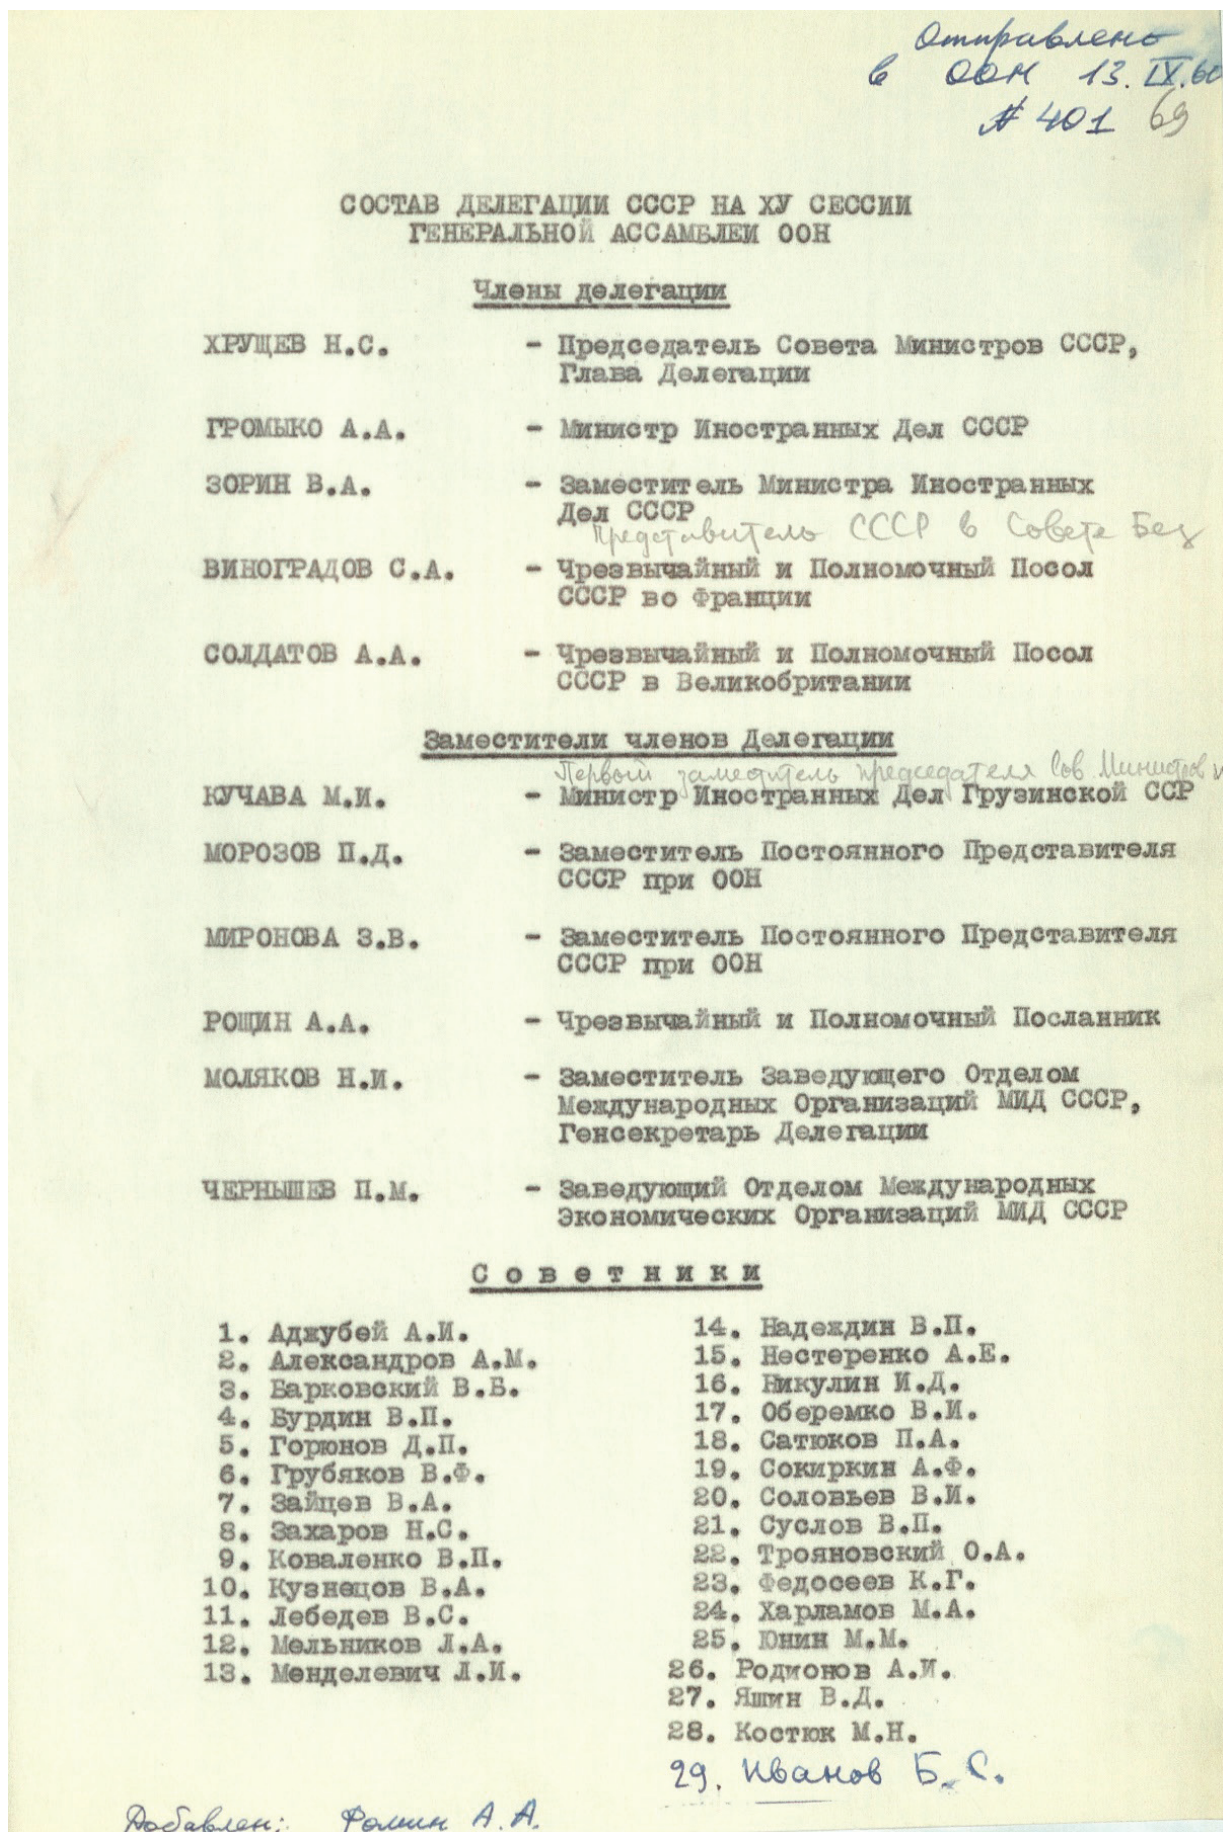 Отправлено
в ООН 13.IX.60
№ 401 69
СОСТАВ ДЕЛЕГАЦИИ СССР НА ХУ СЕССИИ
ГЕНЕРАЛЬНОЙ АССАМБЛЕИ ООН
Члены делегации
ХРУЩЕВ Н.С. - Председатель Совета Министров СССР,
Глава Делегации
ГРОМЫКО А.А. - Министр Иностранных Дел СССР
ЗОРИН В.А. - Заместитель Министра Иностранных
Дел СССР
Представитель СССР в Совете Без
ВИНОГРАДОВ С.А. - Чрезвычайный и Полномочный Посол
СССР во Франции
СОЛДАТОВ А.А. - Чрезвычайный и Полномочный Посол
СССР в Великобритании
Заместители членов Делегации
Первый заместитель председателя Сов. Министров и
КУЧАВА М.И. - Министр Иностранных Дел Грузинской ССР
МОРОЗОВ П.Д. - Заместитель Постоянного Представителя
СССР при ООН
МИРОНОВА З.В. - Заместитель Постоянного Представителя
СССР при ООН
РОЩИН А.А. - Чрезвычайный и Полномочный Посланник
МОЛЯКОВ Н.И. - Заместитель Заведующего Отделом
Международных Организаций МИД СССР,
Генсекретарь Делегации
ЧЕРНЫШЕВ П.М. - Заведующий Отделом Международных
Экономических Организаций МИД СССР
Советники
1. Аджубей А.И.
2. Александров А.М.
3. Барковский В.Б.
4. Бурдин В.П.
5. Горюнов Д.П.
6. Грубяков В.Ф.
7. Зайцев В.А.
8. Захаров Н.С.
9. Коваленко В.П.
10. Кузнецов В.А.
11. Лебедев В.С.
12. Мельников Л.А.
13. Менделевич Л.И.
14. Надеждин В.П.
15. Нестеренко А.Е.
16. Никулин И.Д.
17. Оберемко В.И.
18. Сатюков П.А.
19. Сокиркин А.Ф.
20. Соловьев В.И.
21. Суслов В.П.
22. Трояновский О.А.
23. Федосеев К.Г.
24. Харламов М.А.
25. Юнин М.М.
26. Родионов А.И.
27. Яшин В.Д.
28. Костюк М.Н.
29. Иванов Б.С.
Добавлен: Фомин А.А.